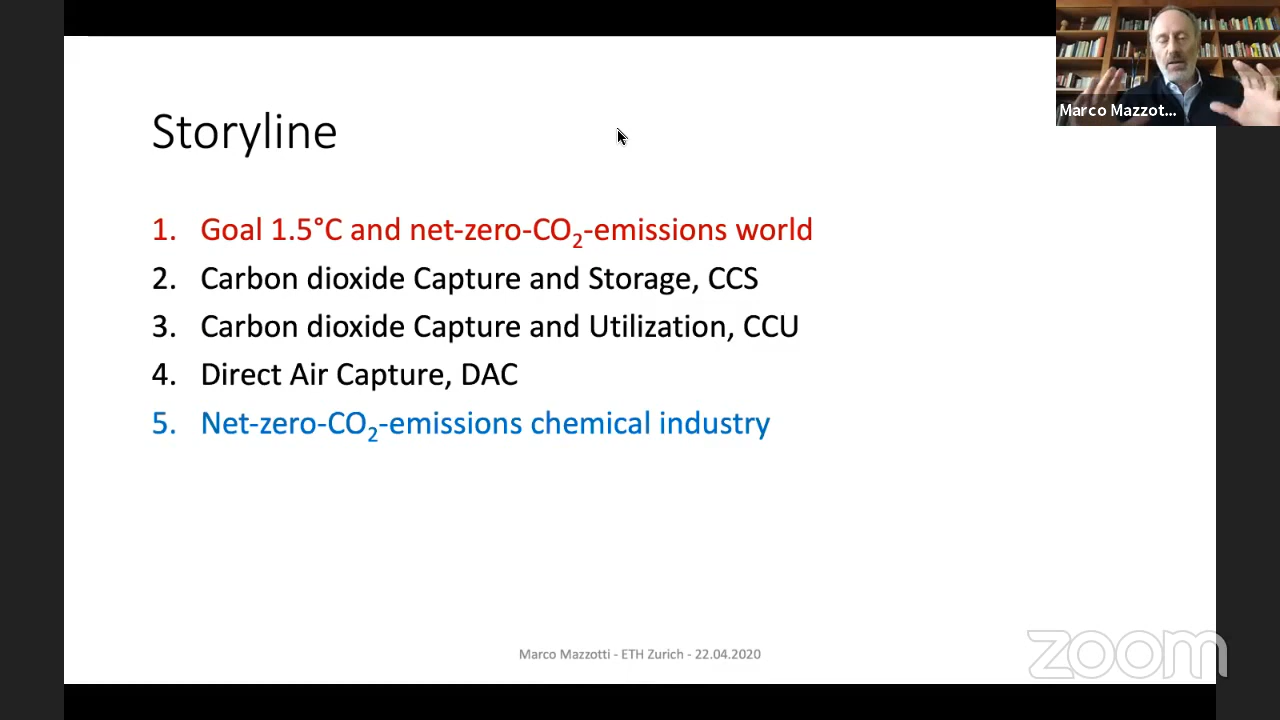 Marco Mazzot...
Storyline
1. Goal 1.5°C and net-zero-CO₂-emissions world
2. Carbon dioxide Capture and Storage, CCS
3. Carbon dioxide Capture and Utilization, CCU
4. Direct Air Capture, DAC
5. Net-zero-CO₂-emissions chemical industry
Marco Mazzotti - ETH Zurich - 22.04.2020
zoom